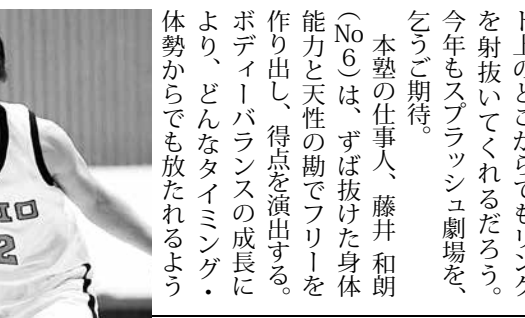 ト上のどこからでもリング
を射抜いてくれるだろう。
今年もスプラッシュ劇場を、
乞うご期待。
本塾の仕事人、藤井 和朗
(No６)は、ずば抜けた身体
能力と天性の勘でフリーを
作り出し、得点を演出する。
ボディーバランスの成長に
より、どんなタイミング・
体勢からでも放たれるよう